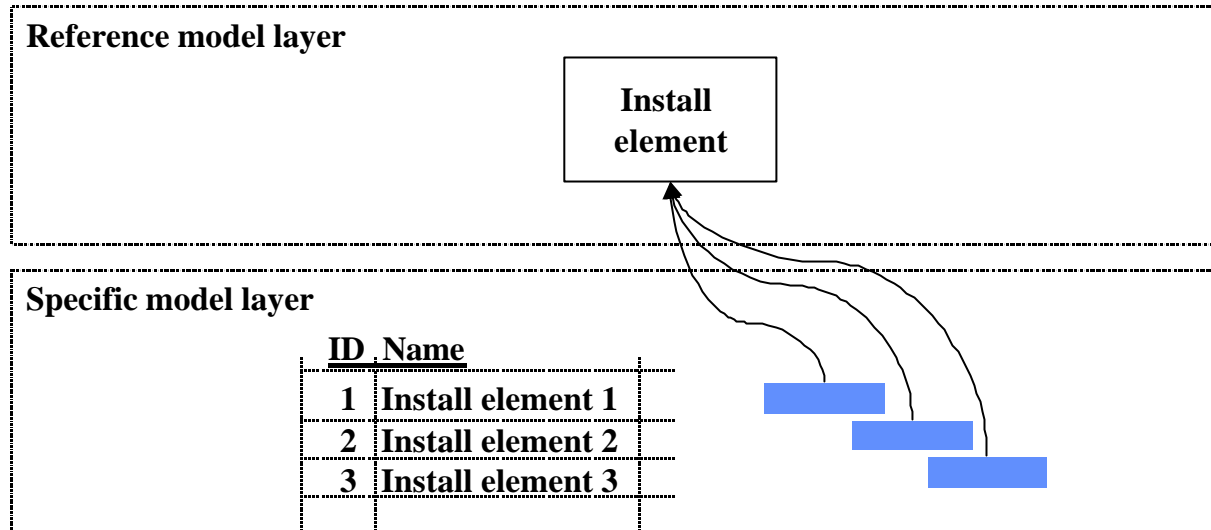 Reference model layer
Install
element
Specific model layer
ID Name
1 Install element 1
2 Install element 2
3 Install element 3